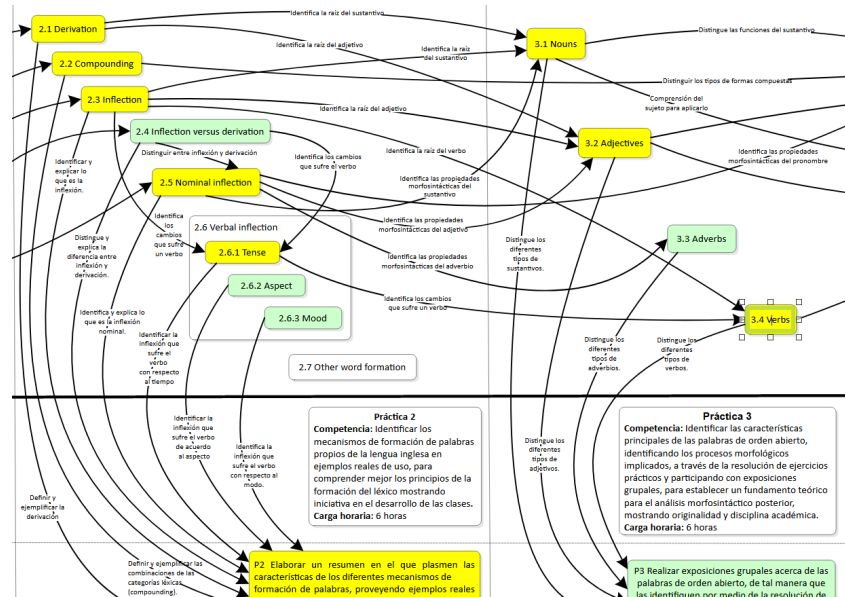 2.1 Derivation
Identifica la raíz del sustantivo
3.1 Nouns
Distingue las funciones del sustantivo
Identifica la raíz del adjetivo
Identifica la raíz
del sustantivo
2.2 Compounding
Distinguir los tipos de formas compuestas
2.3 Inflection
Identifica la raíz del adjetivo
Comprensión del
sujeto para aplicarlo
2.4 Inflection versus derivation
3.2 Adjectives
Distinguir entre inflexión y derivación
Identifica los cambios
que sufre el verbo
Identifica la raíz del verbo
Identifica las propiedades
morfosintácticas del pronombre
Identificar y
explicar lo
que es la
inflexión.
2.5 Nominal inflection
Identifica las propiedades
morfosintácticas del
sustantivo
Identifica
los
cambios
que sufre
un verbo
2.6 Verbal inflection
Identifica las propiedades
morfosintácticas del adjetivo
Distingue y
explica la
diferencia entre
inflexión y
derivación.
2.6.1 Tense
Identifica las propiedades
morfosintácticas del adverbio
Distingue los
diferentes
tipos de
sustantivos.
3.3 Adverbs
2.6.2 Aspect
Identifica los cambios
que sufre un verbo
2.6.3 Mood
3.4 Verbs
Identifica y explica lo
que es la inflexión
nominal.
Identificar la
inflexión que
sufre el
verbo
con respecto
al tiempo
Distingue los
diferentes
tipos de
adverbios.
Distingue los
diferentes
tipos de
verbos.
2.7 Other word formation
Identificar la
inflexión que
sufre el verbo
de acuerdo
al aspecto
Identifica la
inflexión que
sufre el verbo
con respecto al
modo.
Práctica 2
Competencia: Identificar los
mecanismos de formación de palabras
propios de la lengua inglesa en
ejemplos reales de uso, para
comprender mejor los principios de la
formación del léxico mostrando
iniciativa en el desarrollo de las clases.
Carga horaria: 6 horas
Distingue los
diferentes
tipos de
adjetivos.
Práctica 3
Competencia: Identificar las características
principales de las palabras de orden abierto,
identificando los procesos morfológicos
implicados, a través de la resolución de ejercicios
prácticos y participando con exposiciones
grupales, para establecer un fundamento teórico
para el análisis morfosintáctico posterior,
mostrando originalidad y disciplina académica.
Carga horaria: 6 horas
Definir y
ejemplificar la
derivación
Definir y ejemplificar las
combinaciones de las
categorías léxicas
(compounding).
P2 Elaborar un resumen en el que plasmen las
características de los diferentes mecanismos de
formación de palabras, proveyendo ejemplos reales
P3 Realizar exposiciones grupales acerca de las
palabras de orden abierto, de tal manera que
las identifiquen por medio de la resolución de